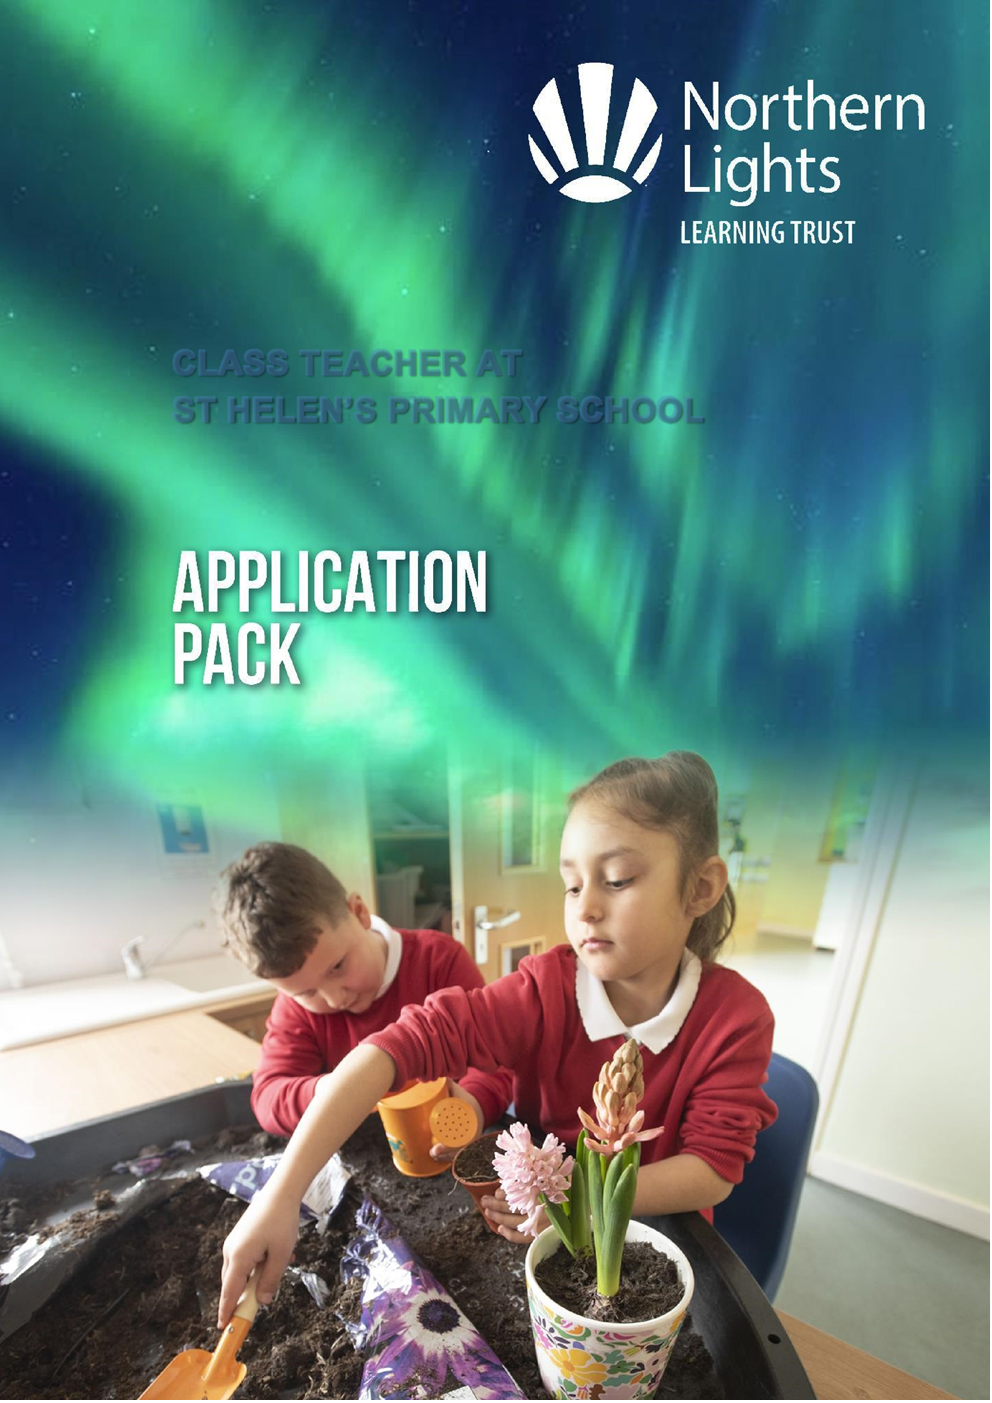 Northern
Lights
LEARNING TRUST
CLASS TEACHER AT
ST HELEN'S PRIMARY SCHOOL
APPLICATION
PACK